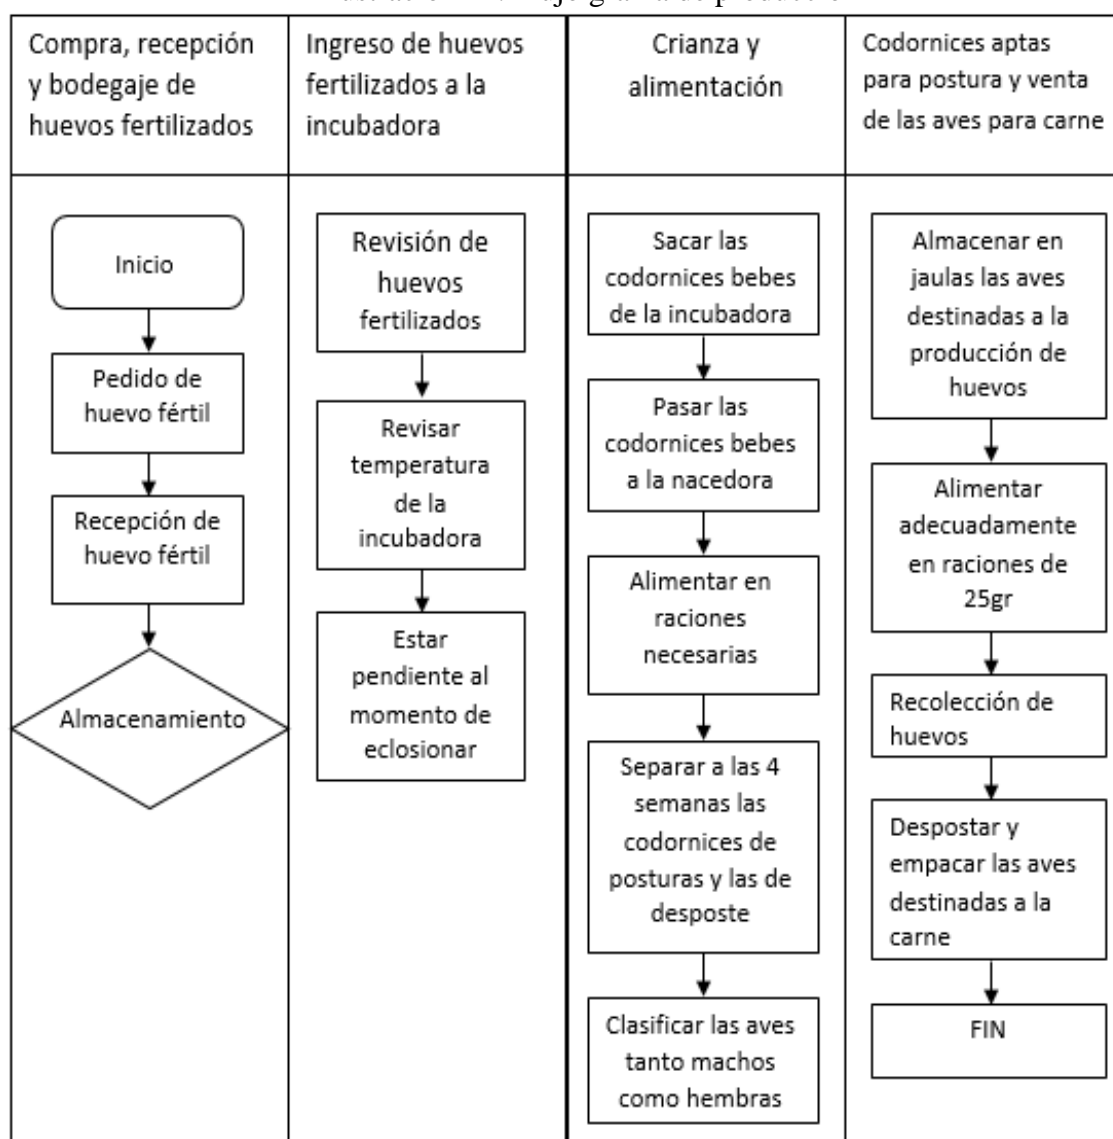 Compra, recepción
y bodegaje de
huevos fertilizados
Ingreso de huevos
fertilizados a la
incubadora
Crianza y
alimentación
Codornices aptas
para postura y venta
de las aves para carne
Inicio
Pedido de
huevo fértil
Recepción de
huevo fértil
Almacenamiento
Revisión de
huevos
fertilizados
Revisar
temperatura
de la
incubadora
Estar
pendiente al
momento de
eclosionar
Sacar las
codornices bebes
de la incubadora
Pasar las
codornices bebes
a la nacedora
Alimentar en
raciones
necesarias
Separar a las 4
semanas las
codornices de
posturas y las de
desposte
Clasificar las aves
tanto machos
como hembras
Almacenar en
jaulas las aves
destinadas a la
producción de
huevos
Alimentar
adecuadamente
en raciones de
25gr
Recolección de
huevos
Despostar y
empacar las aves
destinadas a la
carne
FIN